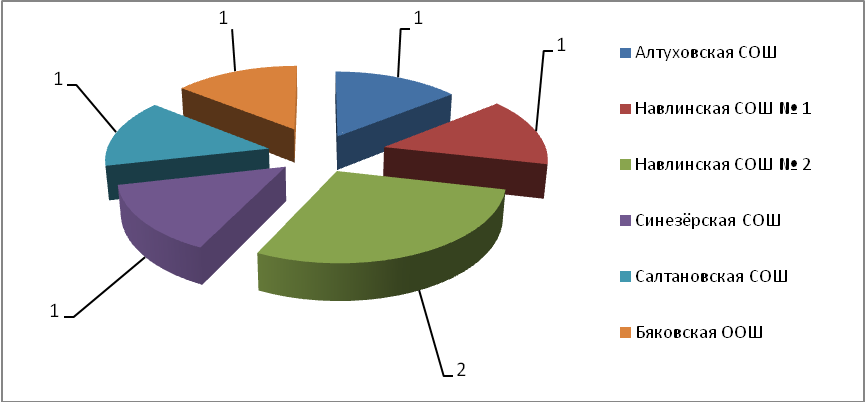 1
1
1
1
1
2
Алтуховская СОШ
Навлинская СОШ № 1
Навлинская СОШ № 2
Синезёрская СОШ
Салтановская СОШ
Бяковская ООШ